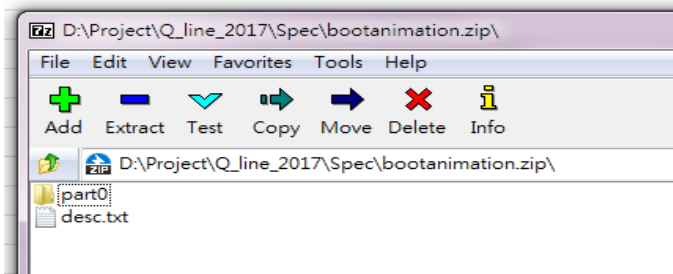 7z D:\Project\Q_line_2017\Spec\bootanimation.zip\
File Edit View Favorites Tools Help
Add Extract Test Copy Move Delete Info
ZIP D:\Project\Q_line_2017\Spec\bootanimation.zip\
part0
desc.txt